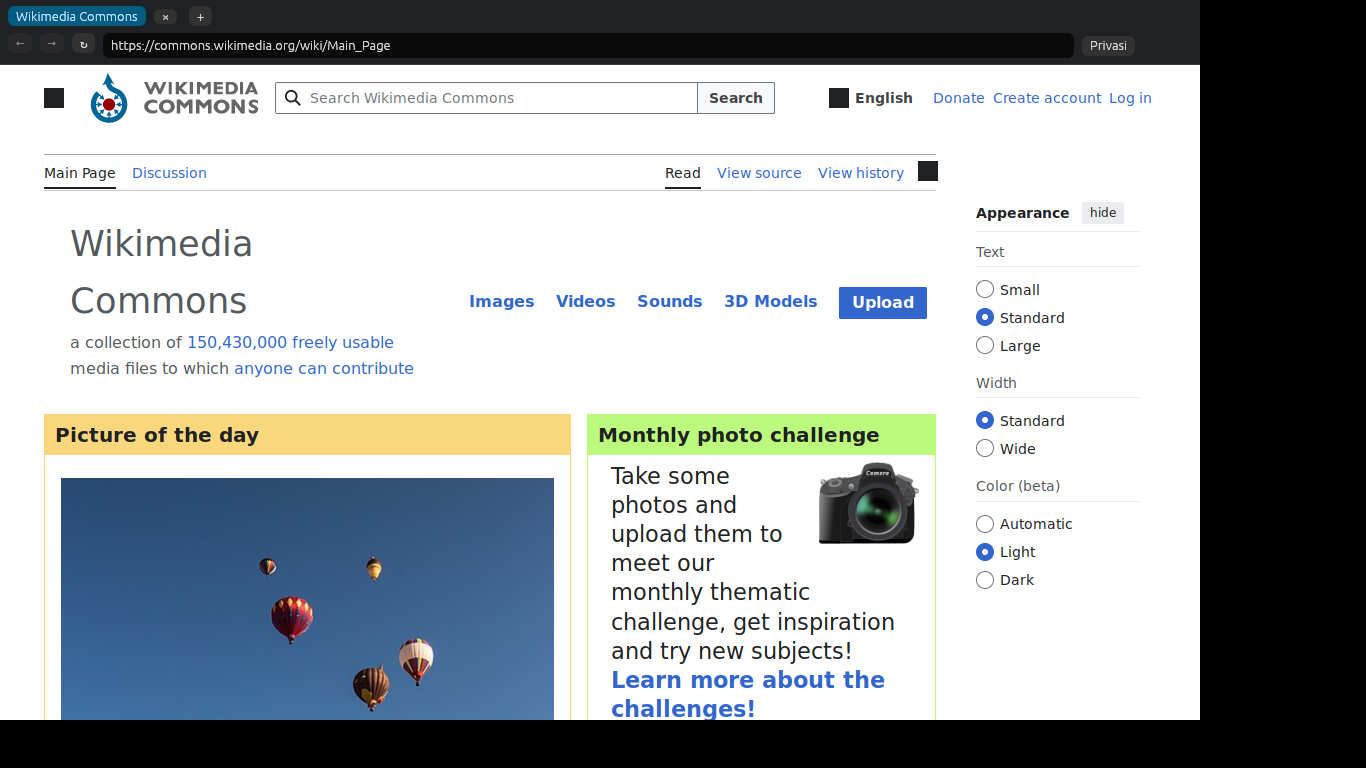 Wikimedia Commons × +
← → ↻ https://commons.wikimedia.org/wiki/Main_Page Privasi
WIKIMEDIA
COMMONS
Search Wikimedia Commons Search
English Donate Create account Log in
Main Page Discussion Read View source View history
Appearance hide
Text
Small
Standard
Large
Width
Standard
Wide
Color (beta)
Automatic
Light
Dark
Wikimedia
Commons
Images Videos Sounds 3D Models Upload
a collection of 150,430,000 freely usable
media files to which anyone can contribute
Picture of the day
Monthly photo challenge
Camera
Take some
photos and
upload them to
meet our
monthly thematic
challenge, get inspiration
and try new subjects!
Learn more about the
challenges!